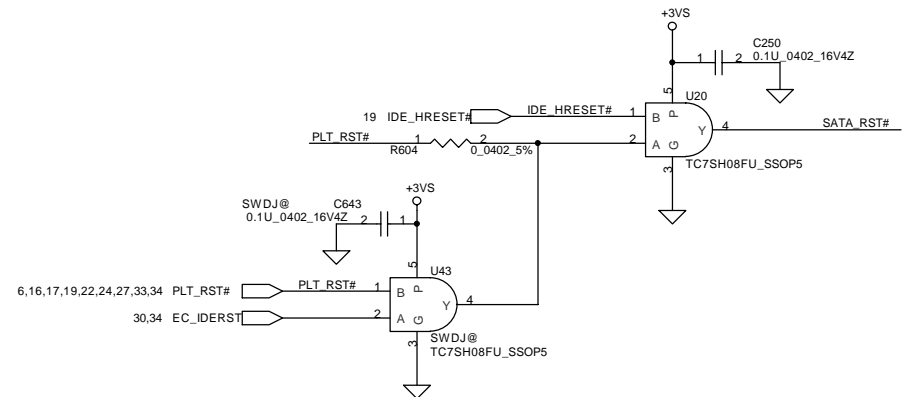 +3VS
C250
1 2 0.1U_0402_16V4Z
5 U20
19 IDE_HRESET# IDE_HRESET# 1 B P
Y 4 SATA_RST#
PLT_RST# 1 2 2 A G
R604 0_0402_5%
3 TC7SH08FU_SSOP5
+3VS
SWDJ@ C643
0.1U_0402_16V4Z 2 1
5 U43
6,16,17,19,22,24,27,33,34 PLT_RST# PLT_RST# 1 B P
Y 4
30,34 EC_IDERST 2 A G
3 SWDJ@
TC7SH08FU_SSOP5